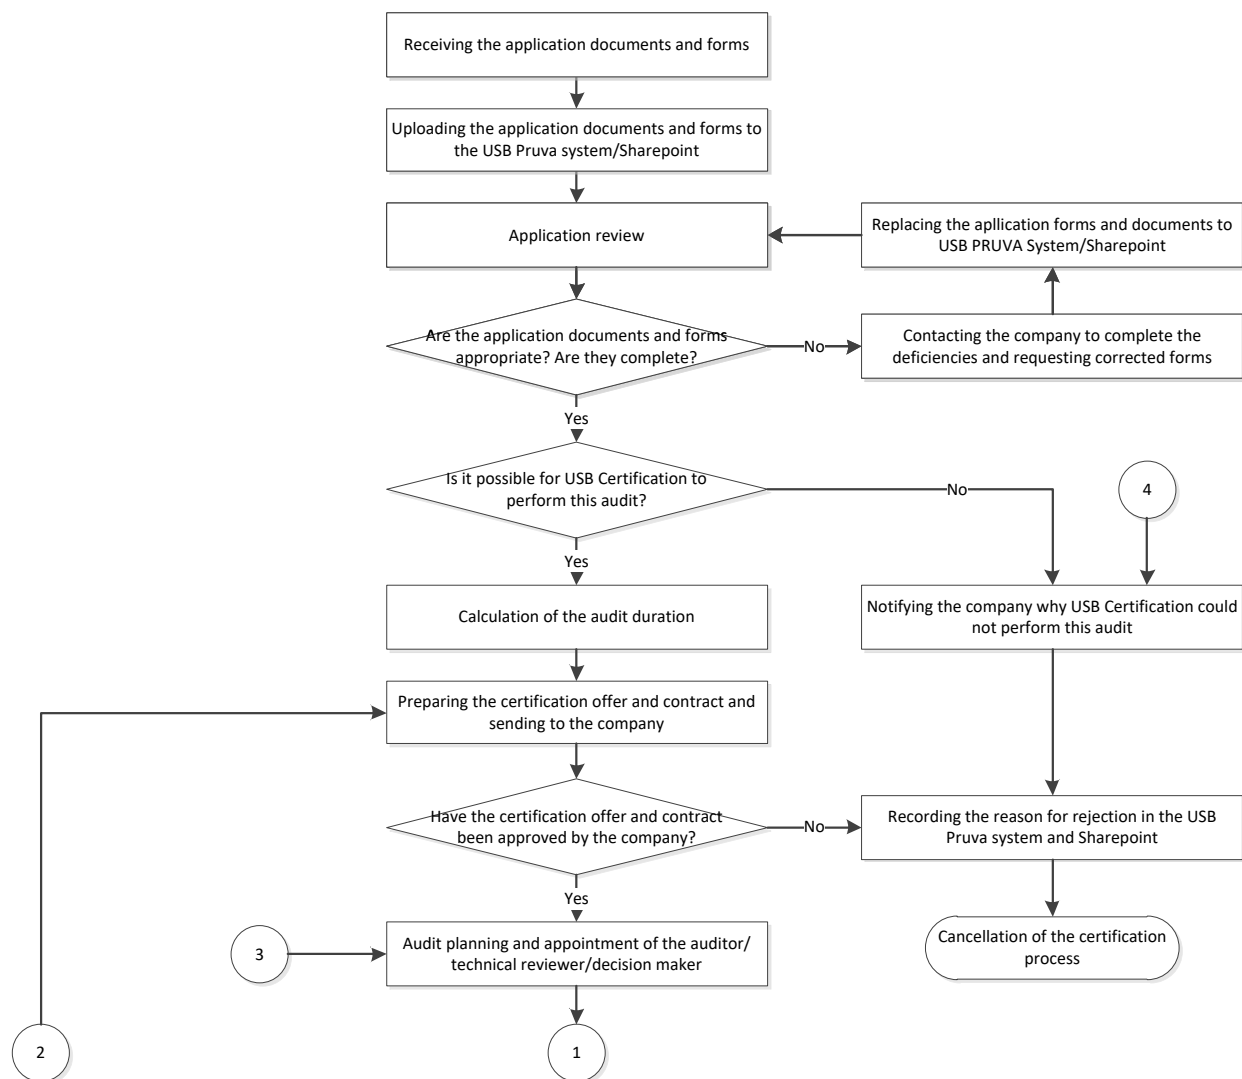 Receiving the application documents and forms
Uploading the application documents and forms to
the USB Pruva system/Sharepoint
Application review
Replacing the apllication forms and documents to
USB PRUVA System/Sharepoint
Are the application documents and forms
appropriate? Are they complete?
No
Contacting the company to complete the
deficiencies and requesting corrected forms
Yes
Is it possible for USB Certification to
perform this audit?
No
4
Yes
Calculation of the audit duration
Notifying the company why USB Certification could
not perform this audit
Preparing the certification offer and contract and
sending to the company
Have the certification offer and contract
been approved by the company?
No
Recording the reason for rejection in the USB
Pruva system and Sharepoint
Yes
3
Audit planning and appointment of the auditor/
technical reviewer/decision maker
Cancellation of the certification
process
2
1